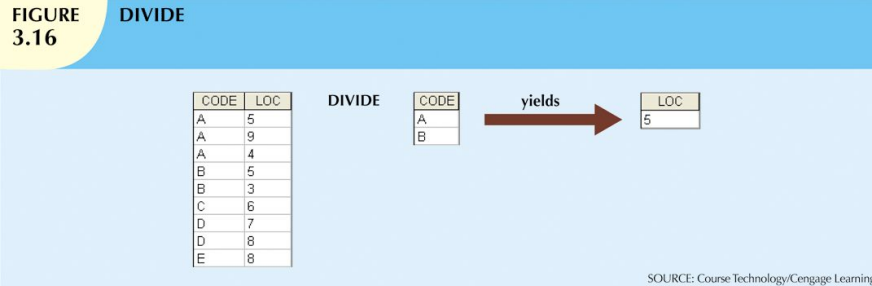 FIGURE 3.16
DIVIDE
CODE LOC
A 5
A 9
A 4
B 5
B 3
C 6
D 7
D 8
E 8
DIVIDE
CODE
A
B
yields
LOC
5
SOURCE: Course Technology/Cengage Learning